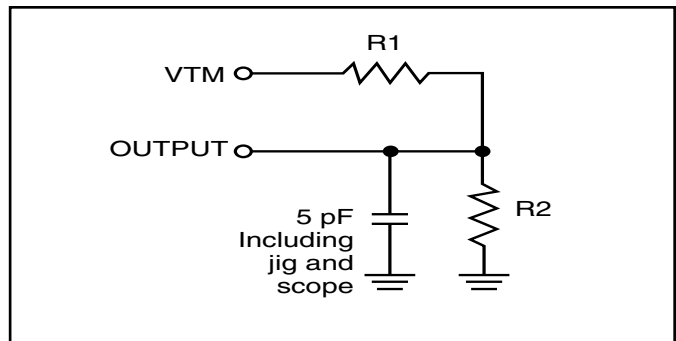 R1
VTM
OUTPUT
R2
5 pF
Including
jig and
scope